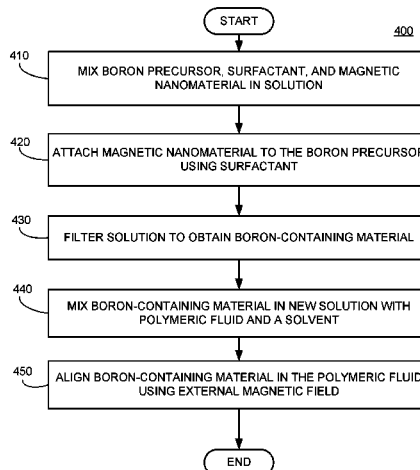 START
400
410
MIX BORON PRECURSOR, SURFACTANT, AND MAGNETIC
NANOMATERIAL IN SOLUTION
420
ATTACH MAGNETIC NANOMATERIAL TO THE BORON PRECURSOR
USING SURFACTANT
430
FILTER SOLUTION TO OBTAIN BORON-CONTAINING MATERIAL
440
MIX BORON-CONTAINING MATERIAL IN NEW SOLUTION WITH
POLYMERIC FLUID AND A SOLVENT
450
ALIGN BORON-CONTAINING MATERIAL IN THE POLYMERIC FLUID
USING EXTERNAL MAGNETIC FIELD
END